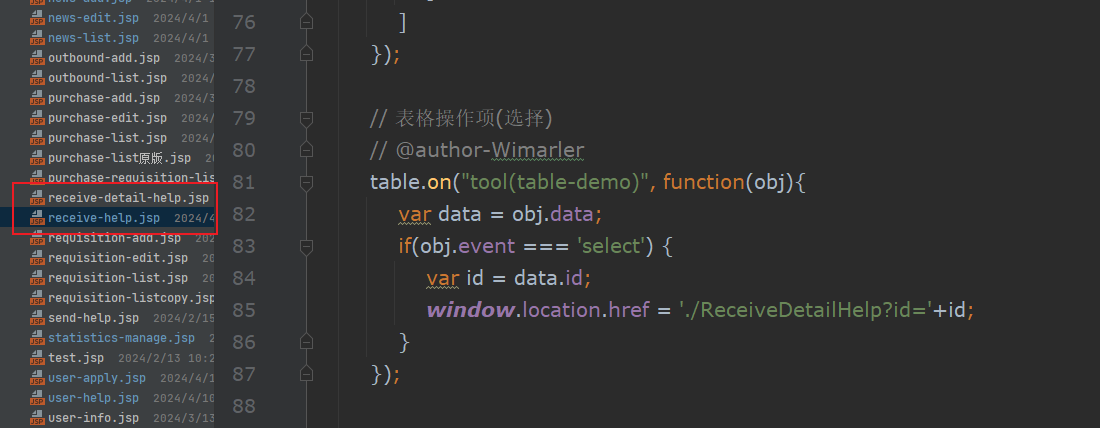 news-add.jsp 2024/4/1 1
news-edit.jsp 2024/4/1
news-list.jsp 2024/4/1
outbound-add.jsp 2024/3
outbound-list.jsp 2024/
purchase-add.jsp 2024/3
purchase-edit.jsp 2024/
purchase-list.jsp 2024/
purchase-list原版.jsp 20
purchase-requisition-lis
receive-detail-help.jsp
receive-help.jsp 2024/4
requisition-add.jsp 202
requisition-edit.jsp 20
requisition-list.jsp 20
requisition-listcopy.jsp
send-help.jsp 2024/2/15
statistics-manage.jsp 2
test.jsp 2024/2/13 10:2
user-apply.jsp 2024/4/1
user-help.jsp 2024/4/10
user-info.jsp 2024/3/13
76 ]
77 });
78
79 // 表格操作项(选择)
80 // @author-Wimarler
81 table.on("tool(table-demo)", function(obj){
82 var data = obj.data;
83 if(obj.event === 'select') {
84 var id = data.id;
85 window.location.href = './ReceiveDetailHelp?id='+id;
86 }
87 });
88